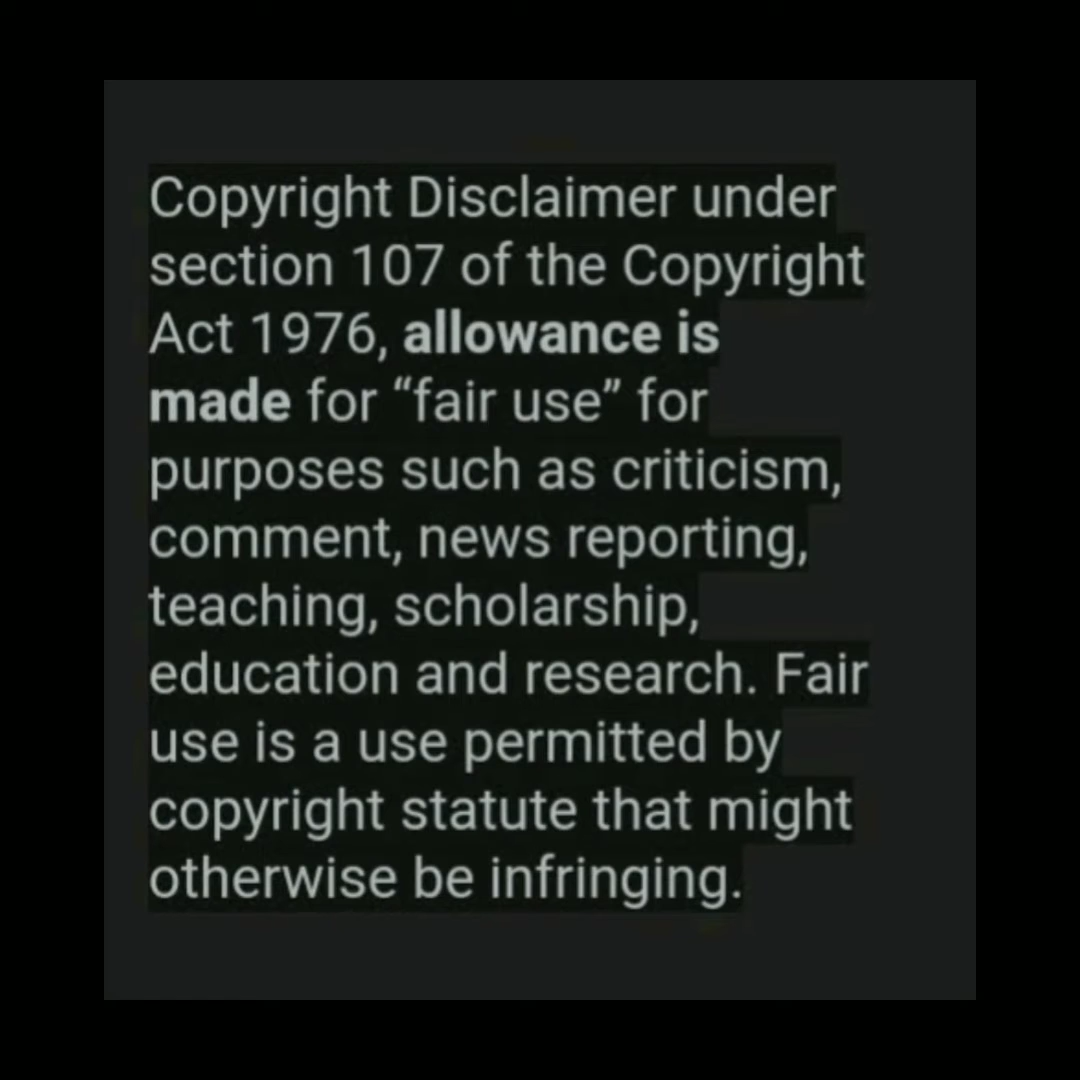 Copyright Disclaimer under
section 107 of the Copyright
Act 1976, allowance is
made for “fair use” for
purposes such as criticism,
comment, news reporting,
teaching, scholarship,
education and research. Fair
use is a use permitted by
copyright statute that might
otherwise be infringing.